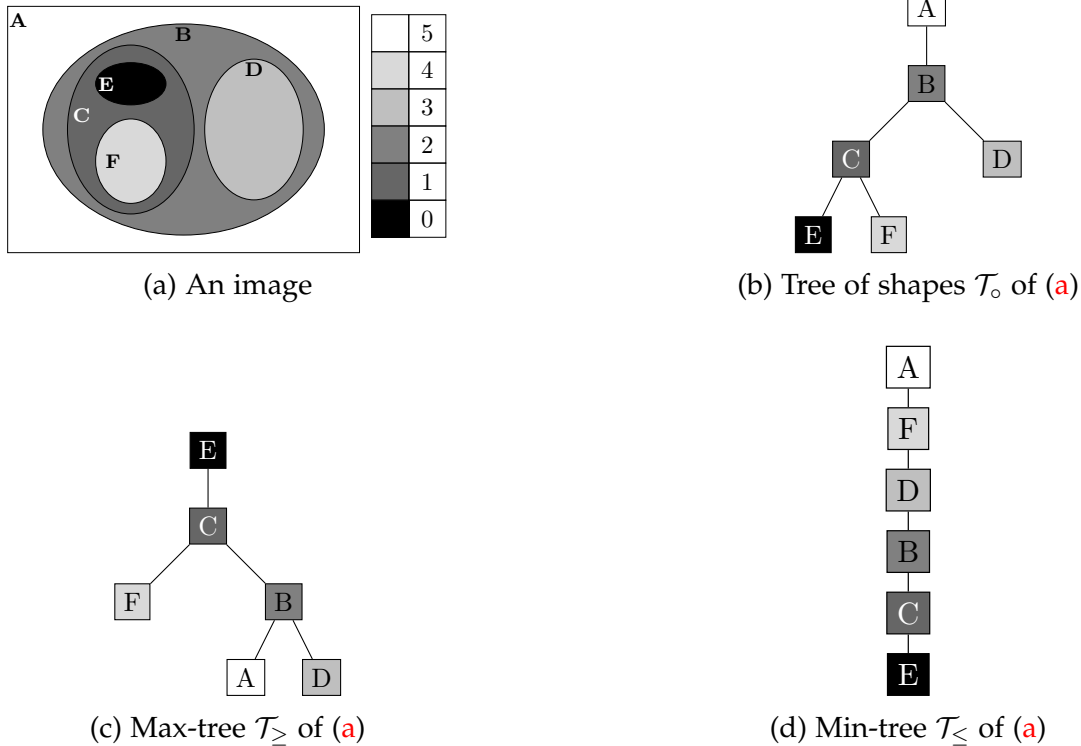 A
B
D
E
C
F
5
4
3
2
1
0
(a) An image
A
B
C
D
E
F
(b) Tree of shapes 𝒯∘ of (a)
E
C
F
B
A
D
(c) Max-tree 𝒯≥ of (a)
A
F
D
B
C
E
(d) Min-tree 𝒯≤ of (a)